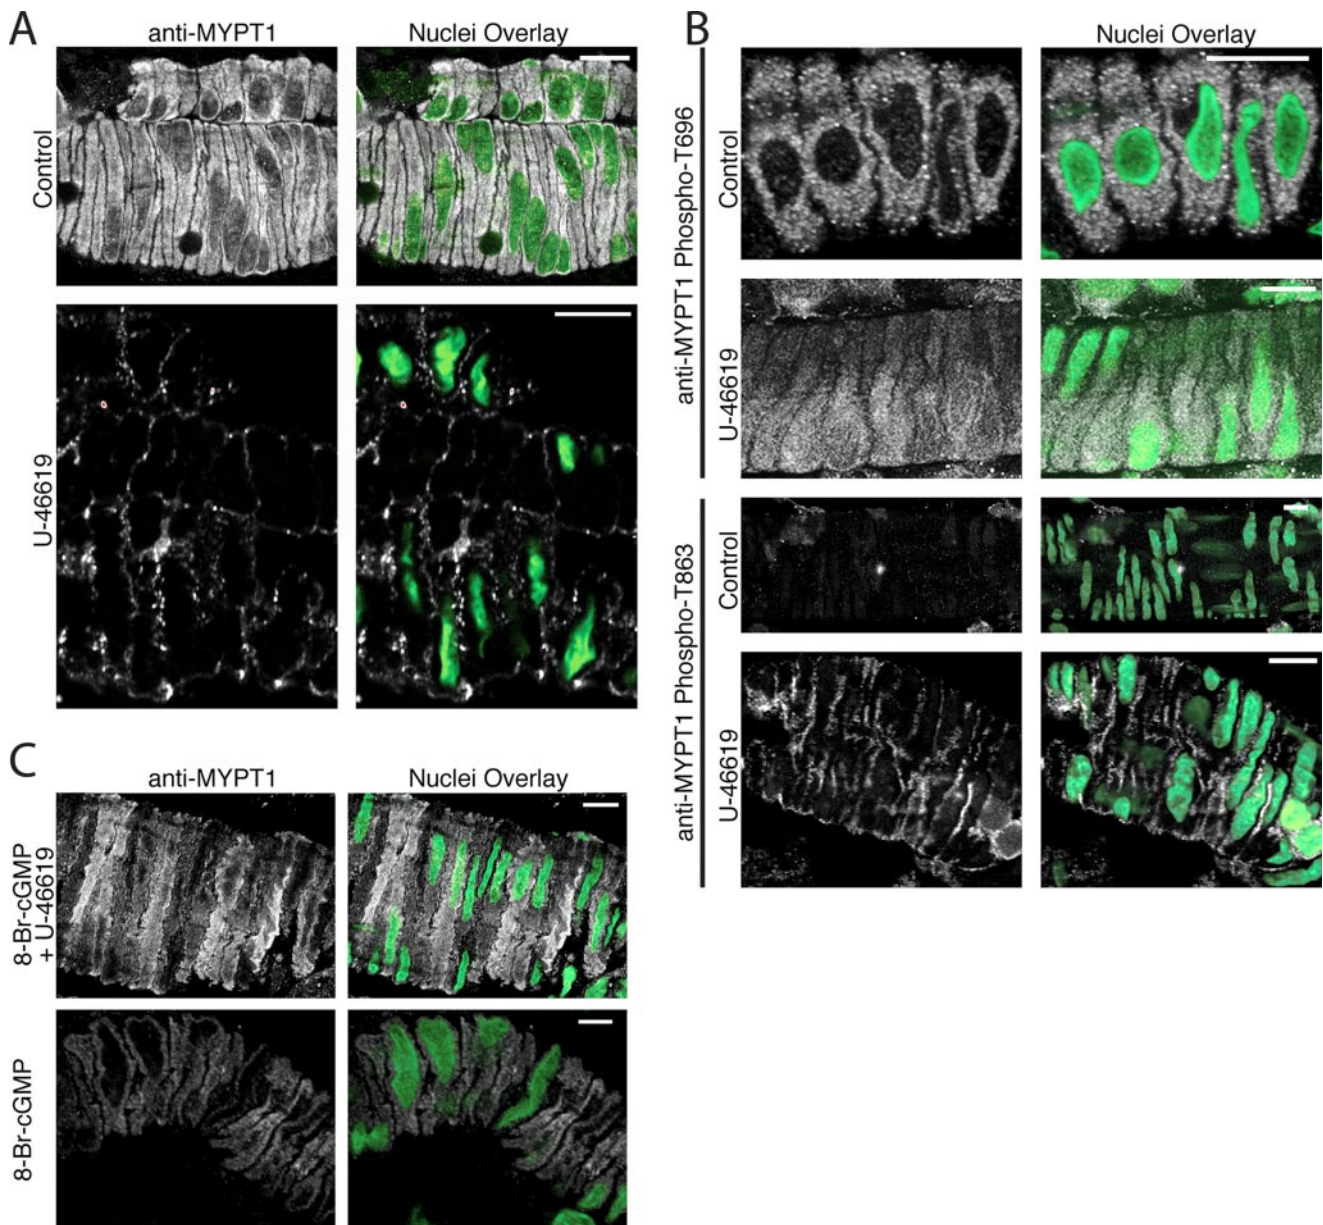 A
anti-MYPT1
Nuclei Overlay
Control
U-46619
B
Nuclei Overlay
anti-MYPT1 Phospho-T696
Control
U-46619
anti-MYPT1 Phospho-T863
Control
U-46619
C
anti-MYPT1
Nuclei Overlay
8-Br-cGMP
+ U-46619
8-Br-cGMP